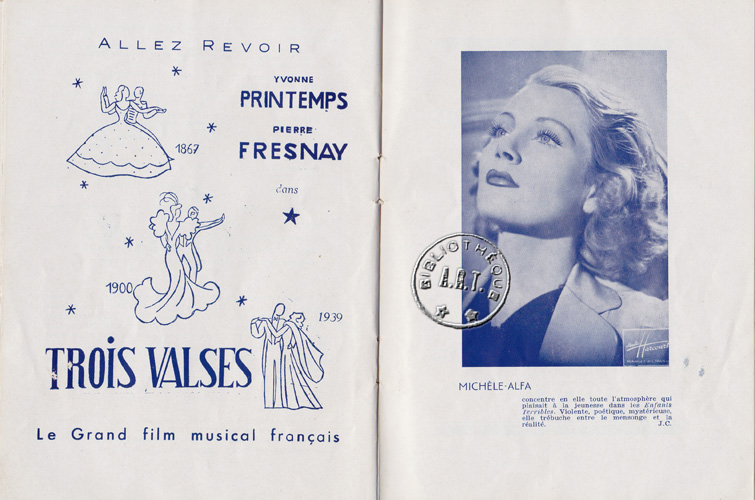 ALLEZ REVOIR
YVONNE
PRINTEMPS
PIERRE
FRESNAY
dans
1867
1900
1939
TROIS VALSES
Le Grand film musical français
BIBLIOTHÈQUE
A.R.T.
Harcourt
MICHÈLE-ALFA
concentre en elle toute l'atmosphère qui
plaisait à la jeunesse dans les Enfants
Terribles. Violente, poétique, mystérieuse,
elle trébuche entre le mensonge et la
réalité. J.C.